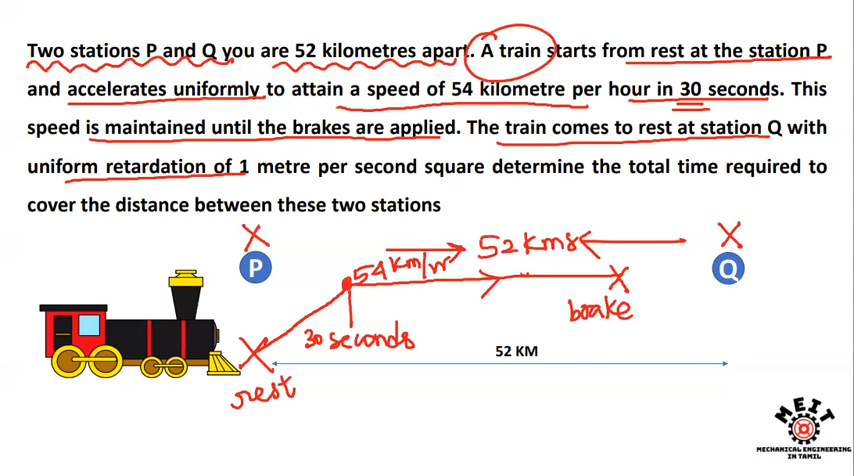 Two stations P and Q you are 52 kilometres apart. A train starts from rest at the station P
and accelerates uniformly to attain a speed of 54 kilometre per hour in 30 seconds. This
speed is maintained until the brakes are applied. The train comes to rest at station Q with
uniform retardation of 1 metre per second square determine the total time required to
cover the distance between these two stations
52 kms
P
54 km/hr
Q
brake
30 seconds
52 KM
rest
MEIT
MECHANICAL ENGINEERING
IN TAMIL